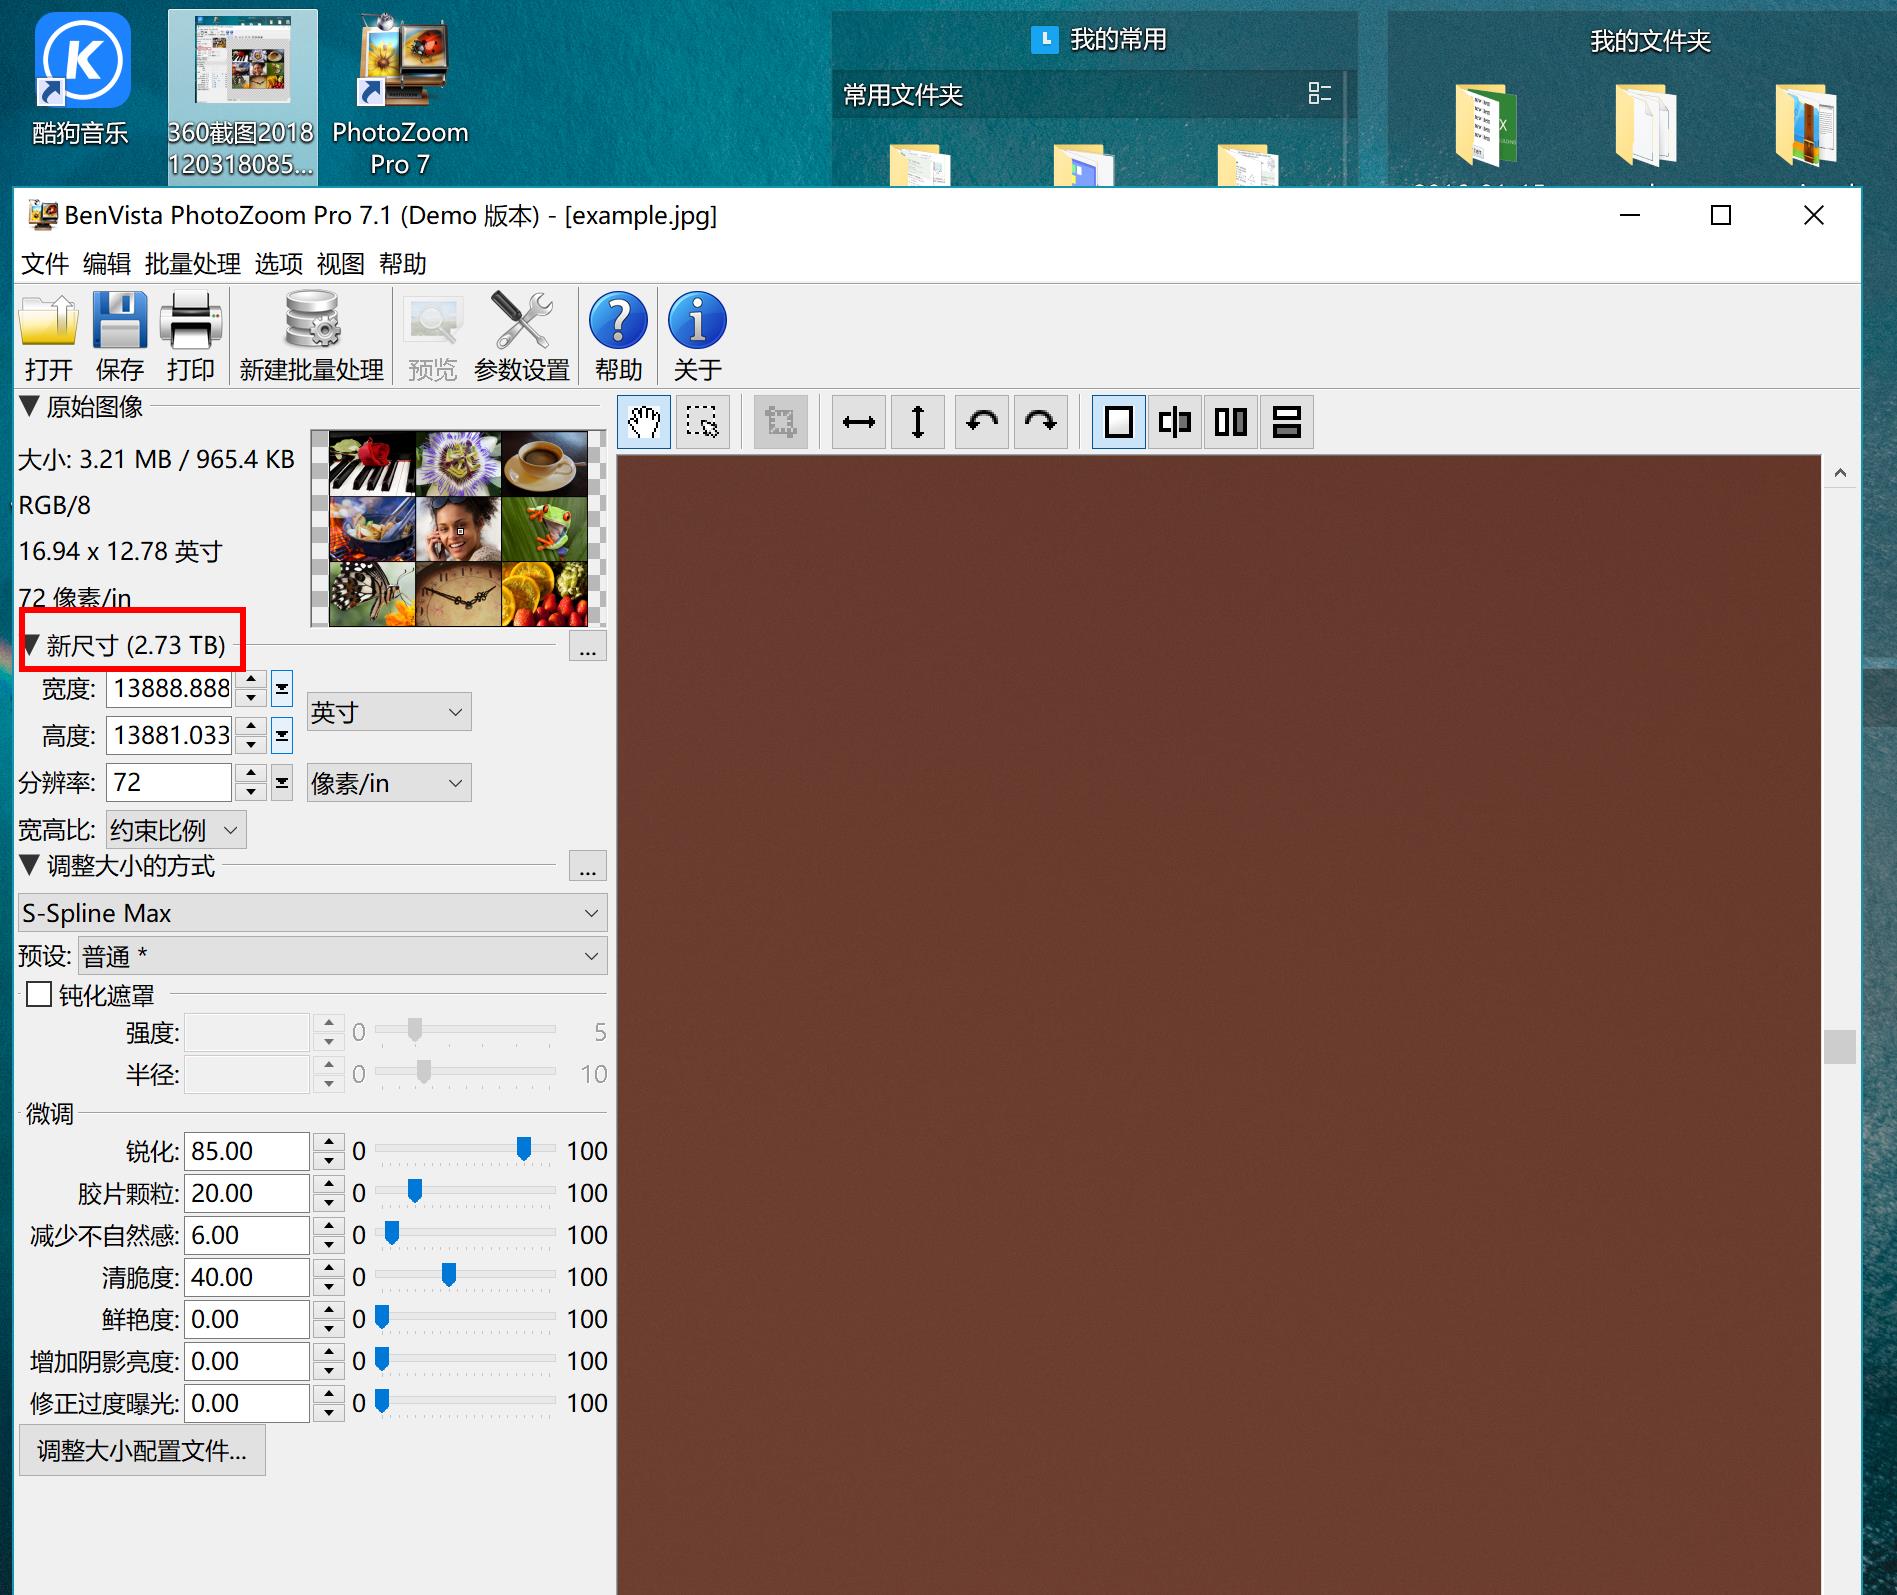 酷狗音乐
360截图2018
120318085...
PhotoZoom
Pro 7
我的常用
常用文件夹
我的文件夹
BenVista PhotoZoom Pro 7.1 (Demo 版本) - [example.jpg]
文件 编辑 批量处理 选项 视图 帮助
打开 保存 打印 新建批量处理 预览 参数设置 帮助 关于
原始图像
大小: 3.21 MB / 965.4 KB
RGB/8
16.94 x 12.78 英寸
72 像素/in
新尺寸 (2.73 TB)
...
宽度: 13888.888
英寸
高度: 13881.033
分辨率: 72 像素/in
宽高比: 约束比例
调整大小的方式
...
S-Spline Max
预设: 普通 *
钝化遮罩
强度: 0 5
半径: 0 10
微调
锐化: 85.00 0 100
胶片颗粒: 20.00 0 100
减少不自然感: 6.00 0 100
清脆度: 40.00 0 100
鲜艳度: 0.00 0 100
增加阴影亮度: 0.00 0 100
修正过度曝光: 0.00 0 100
调整大小配置文件...